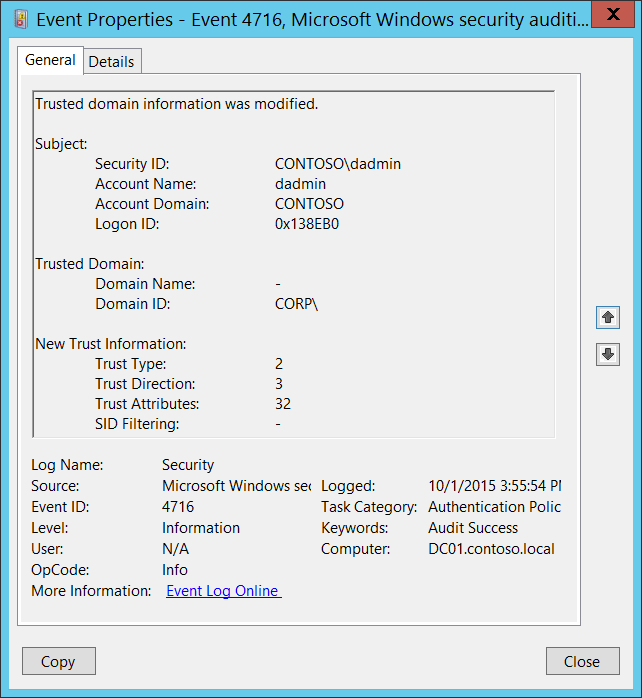 Event Properties - Event 4716, Microsoft Windows security auditi... X
General Details
Trusted domain information was modified.
Subject:
Security ID: CONTOSO\dadmin
Account Name: dadmin
Account Domain: CONTOSO
Logon ID: 0x138EB0
Trusted Domain:
Domain Name: -
Domain ID: CORP\
New Trust Information:
Trust Type: 2
Trust Direction: 3
Trust Attributes: 32
SID Filtering: -
Log Name: Security
Source: Microsoft Windows sec Logged: 10/1/2015 3:55:54 PM
Event ID: 4716 Task Category: Authentication Polic
Level: Information Keywords: Audit Success
User: N/A Computer: DC01.contoso.local
OpCode: Info
More Information: Event Log Online
Copy Close